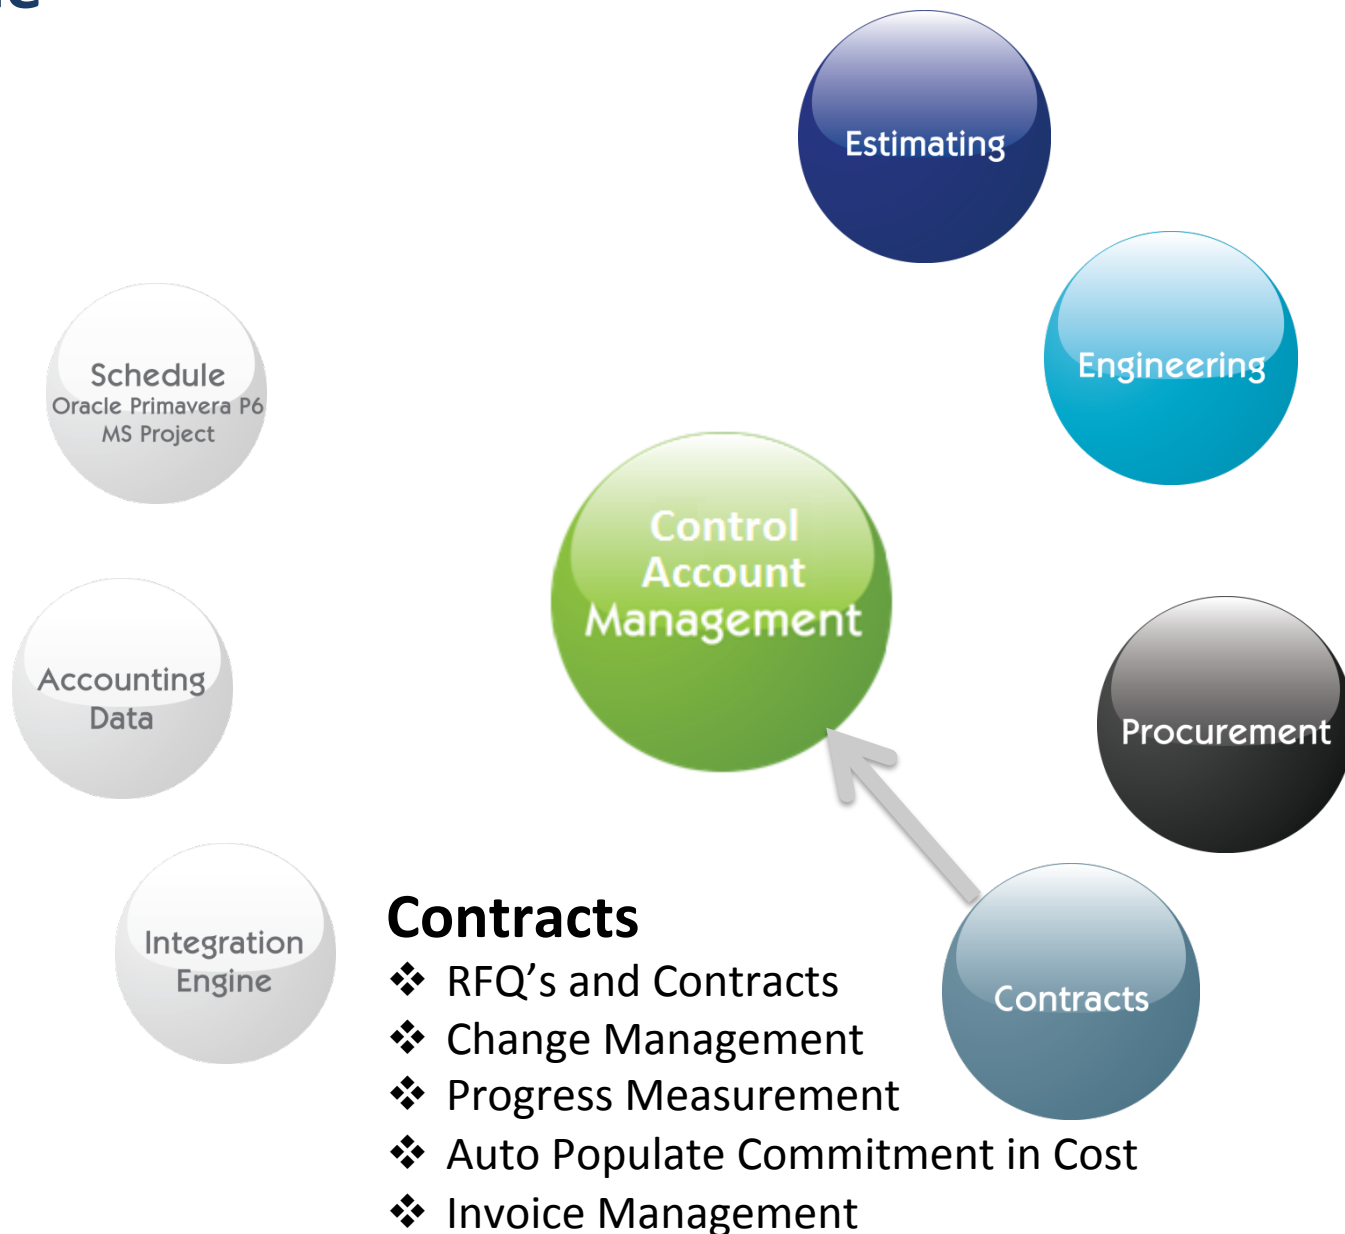 Estimating
Engineering
Schedule
Oracle Primavera P6
MS Project
Control
Account
Management
Accounting
Data
Procurement
Integration
Engine
Contracts
Contracts
❖ RFQ’s and Contracts
❖ Change Management
❖ Progress Measurement
❖ Auto Populate Commitment in Cost
❖ Invoice Management